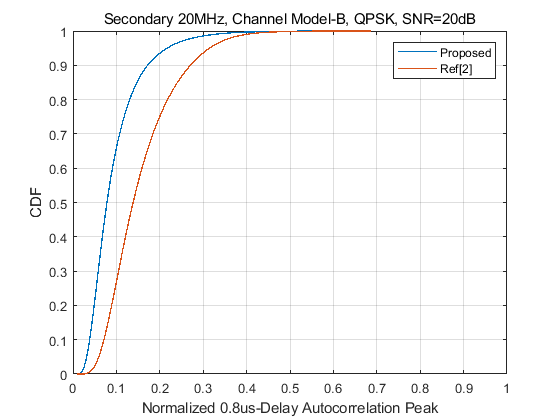 Secondary 20MHz, Channel Model-B, QPSK, SNR=20dB
Proposed
Ref[2]
CDF
1
0.9
0.8
0.7
0.6
0.5
0.4
0.3
0.2
0.1
0
0 0.1 0.2 0.3 0.4 0.5 0.6 0.7 0.8 0.9 1
Normalized 0.8us-Delay Autocorrelation Peak